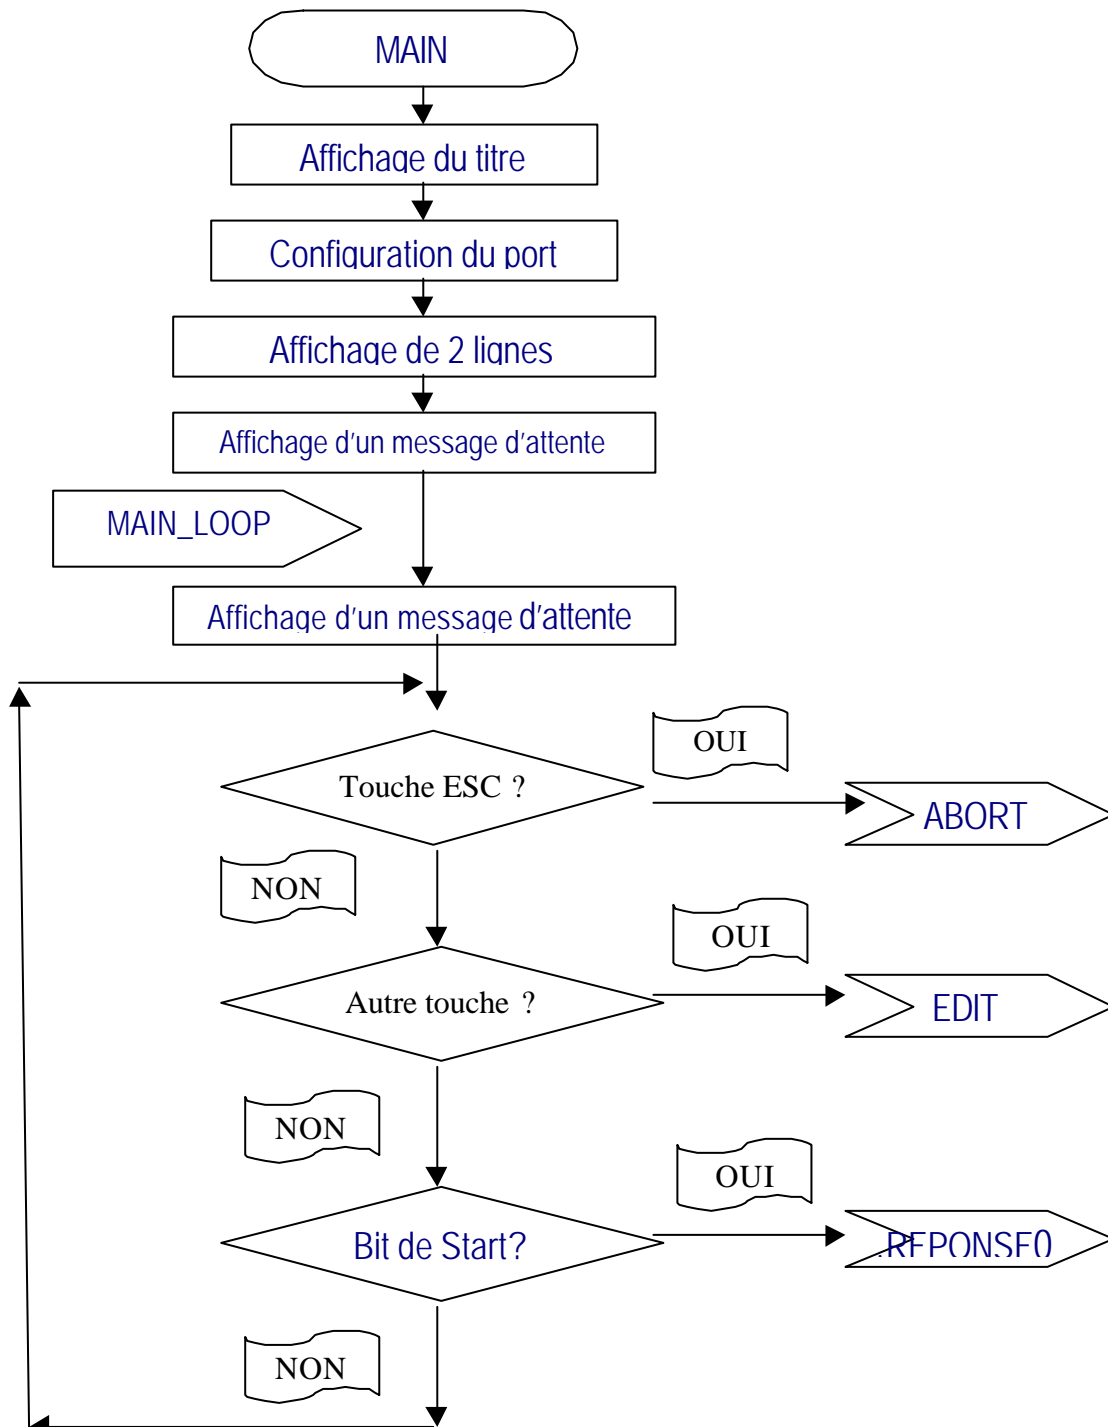 MAIN
Affichage du titre
Configuration du port
Affichage de 2 lignes
Affichage d'un message d'attente
MAIN_LOOP
Affichage d'un message d'attente
OUI
Touche ESC ?
ABORT
NON
OUI
Autre touche ?
EDIT
NON
OUI
Bit de Start?
.REPONSE0
NON